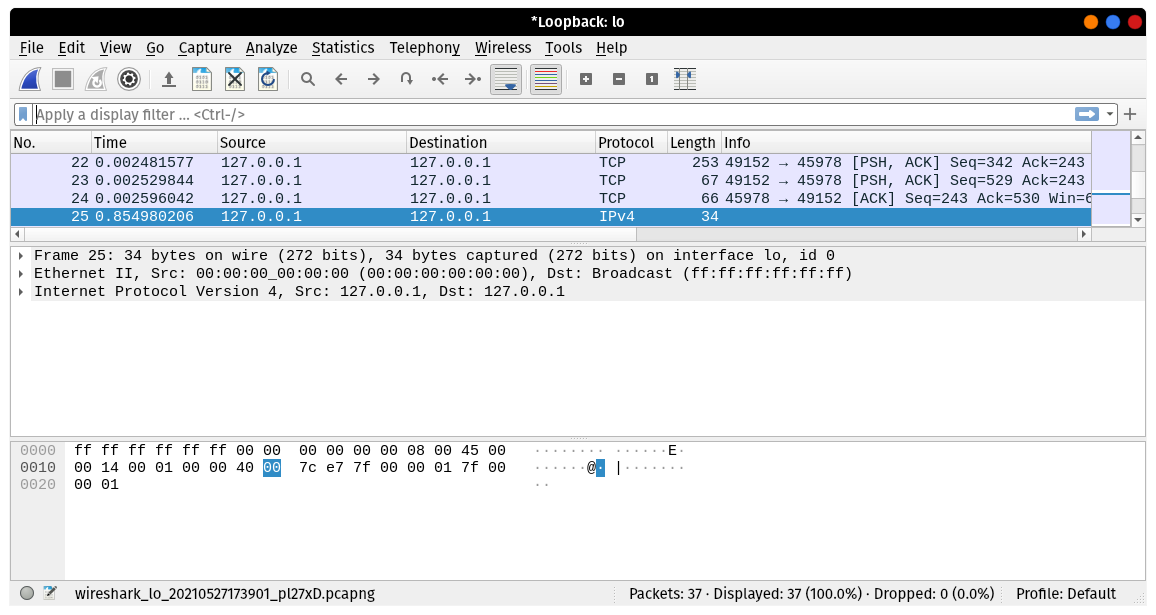 *Loopback: lo
File Edit View Go Capture Analyze Statistics Telephony Wireless Tools Help
Apply a display filter ... <Ctrl-/>
No. Time Source Destination Protocol Length Info
22 0.002481577 127.0.0.1 127.0.0.1 TCP 253 49152 → 45978 [PSH, ACK] Seq=342 Ack=243
23 0.002529844 127.0.0.1 127.0.0.1 TCP 67 49152 → 45978 [PSH, ACK] Seq=529 Ack=243
24 0.002596042 127.0.0.1 127.0.0.1 TCP 66 45978 → 49152 [ACK] Seq=243 Ack=530 Win=6
25 0.854980206 127.0.0.1 127.0.0.1 IPv4 34
Frame 25: 34 bytes on wire (272 bits), 34 bytes captured (272 bits) on interface lo, id 0
Ethernet II, Src: 00:00:00_00:00:00 (00:00:00:00:00:00), Dst: Broadcast (ff:ff:ff:ff:ff:ff)
Internet Protocol Version 4, Src: 127.0.0.1, Dst: 127.0.0.1
0000 ff ff ff ff ff ff 00 00 00 00 00 00 08 00 45 00 ········ ······E·
0010 00 14 00 01 00 00 40 00 7c e7 7f 00 00 01 7f 00 ······@· |·······
0020 00 01 ··
wireshark_lo_20210527173901_pl27xD.pcapng Packets: 37 · Displayed: 37 (100.0%) · Dropped: 0 (0.0%) Profile: Default